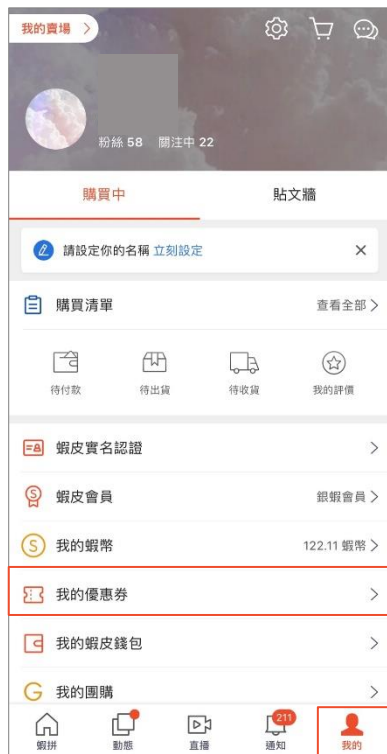 我的賣場 >
粉絲 58 關注中 22
購買中 貼文牆
請設定你的名稱 立刻設定 ×
購買清單 查看全部 >
待付款 待出貨 待收貨 我的評價
蝦皮實名認證 >
蝦皮會員 銀蝦會員 >
我的蝦幣 122.11 蝦幣 >
我的優惠券 >
我的蝦皮錢包 >
我的團購 >
211
蝦拼 動態 直播 通知 我的